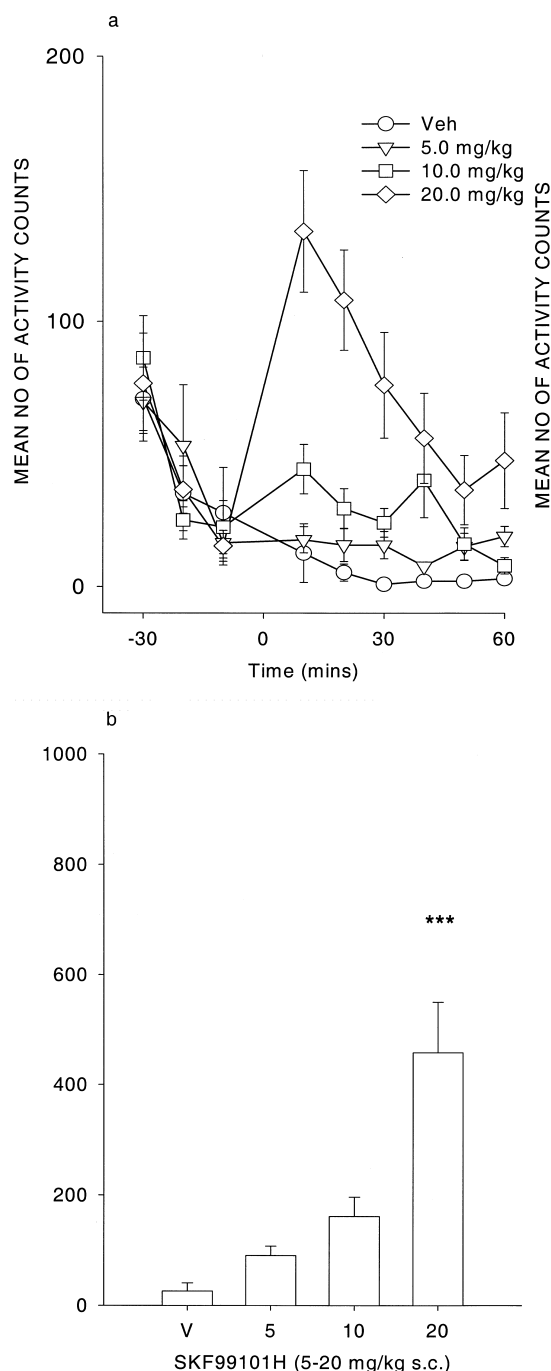 a
200
100
0
MEAN NO OF ACTIVITY COUNTS
Veh
5.0 mg/kg
10.0 mg/kg
20.0 mg/kg
MEAN NO OF ACTIVITY COUNTS
-30 0 30 60
Time (mins)
b
1000
800
600
400
200
0
***
V 5 10 20
SKF99101H (5-20 mg/kg s.c.)